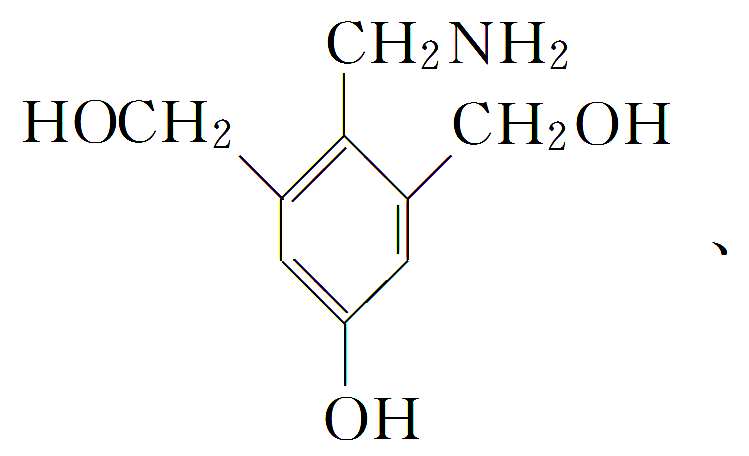 CH₂NH₂
HOCH₂ CH₂OH
、
OH